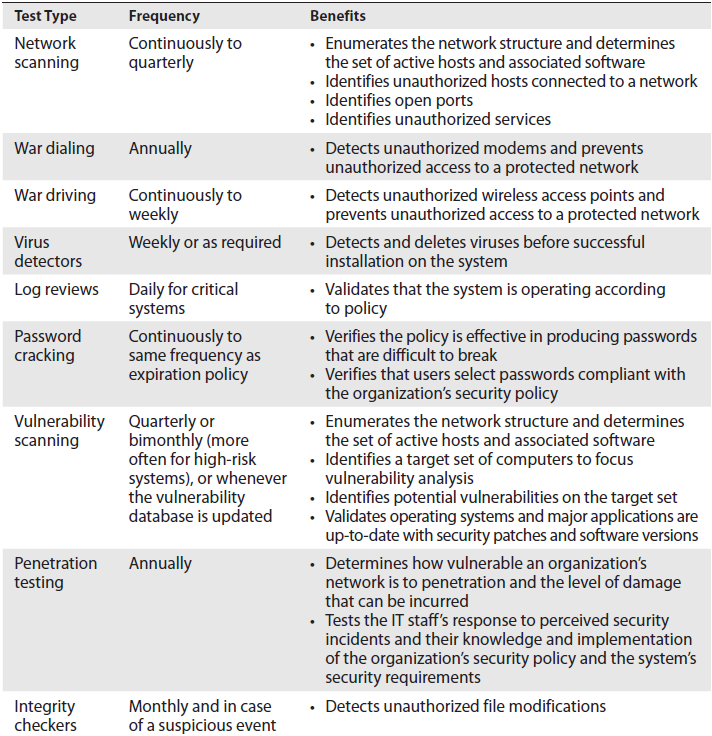 Test Type Frequency Benefits
Network scanning
Continuously to quarterly
• Enumerates the network structure and determines
the set of active hosts and associated software
• Identifies unauthorized hosts connected to a network
• Identifies open ports
• Identifies unauthorized services
War dialing
Annually
• Detects unauthorized modems and prevents
unauthorized access to a protected network
War driving
Continuously to
weekly
• Detects unauthorized wireless access points and
prevents unauthorized access to a protected network
Virus
detectors
Weekly or as required
• Detects and deletes viruses before successful
installation on the system
Log reviews
Daily for critical
systems
• Validates that the system is operating according
to policy
Password
cracking
Continuously to
same frequency as
expiration policy
• Verifies the policy is effective in producing passwords
that are difficult to break
• Verifies that users select passwords compliant with
the organization's security policy
Vulnerability
scanning
Quarterly or
bimonthly (more
often for high-risk
systems), or whenever
the vulnerability
database is updated
• Enumerates the network structure and determines
the set of active hosts and associated software
• Identifies a target set of computers to focus
vulnerability analysis
• Identifies potential vulnerabilities on the target set
• Validates operating systems and major applications are
up-to-date with security patches and software versions
Penetration
testing
Annually
• Determines how vulnerable an organization's
network is to penetration and the level of damage
that can be incurred
• Tests the IT staff's response to perceived security
incidents and their knowledge and implementation
of the organization's security policy and the system's
security requirements
Integrity
checkers
Monthly and in case
of a suspicious event
• Detects unauthorized file modifications